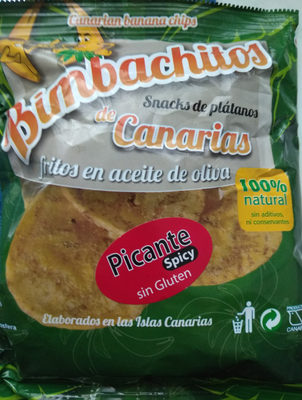 Canarian banana chips
Bimbachitos
Snacks de plátanos
de Canarias
fritos en aceite de oliva
100%
natural
sin aditivos,
ni conservantes
Picante
Spicy
sin Gluten
Elaborados en las Islas Canarias